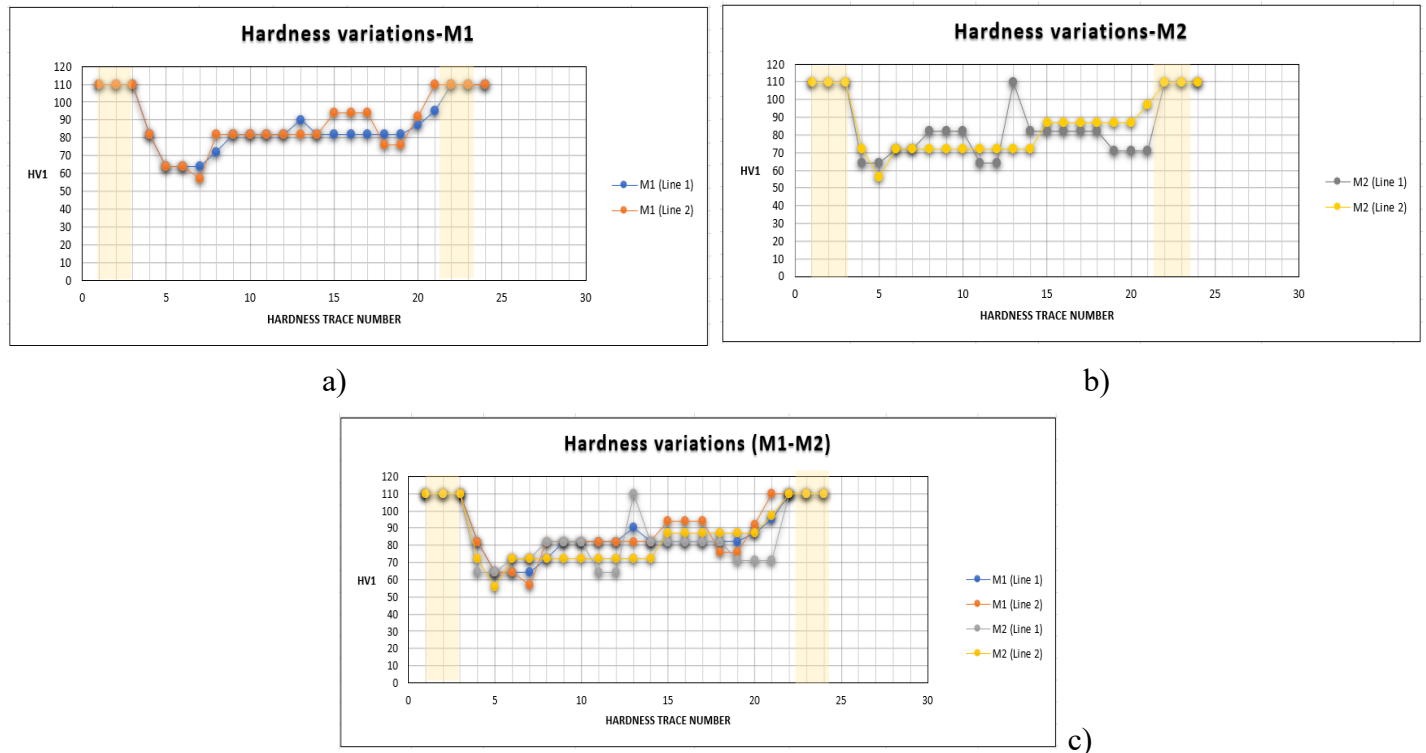 Hardness variations-M1
120
110
100
90
80
70
60
50
40
30
20
10
0
HV1
0 5 10 15 20 25 30
HARDNESS TRACE NUMBER
M1 (Line 1)
M1 (Line 2)
a)
Hardness variations-M2
120
110
100
90
80
70
60
50
40
30
20
10
0
HV1
0 5 10 15 20 25 30
HARDNESS TRACE NUMBER
M2 (Line 1)
M2 (Line 2)
b)
Hardness variations (M1-M2)
120
110
100
90
80
70
60
50
40
30
20
10
0
HV1
0 5 10 15 20 25 30
HARDNESS TRACE NUMBER
M1 (Line 1)
M1 (Line 2)
M2 (Line 1)
M2 (Line 2)
c)